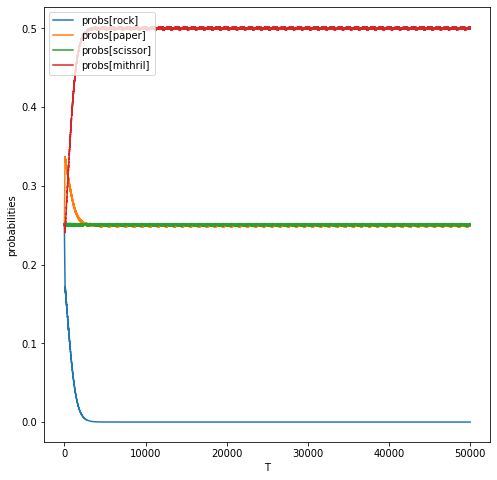 probs[rock]
probs[paper]
probs[scissor]
probs[mithril]
0.5
0.4
0.3
0.2
0.1
0.0
probabilities
0
10000
20000
30000
40000
50000
T